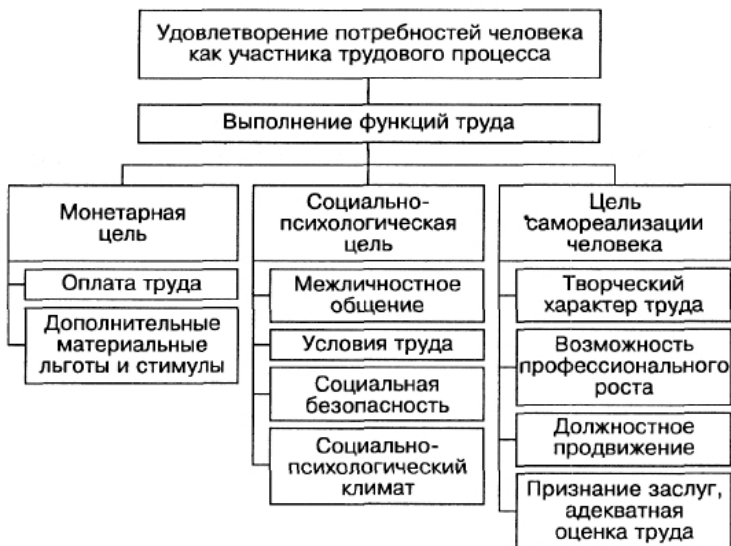 Удовлетворение потребностей человека
как участника трудового процесса
Выполнение функций труда
Монетарная
цель
Оплата труда
Дополнительные
материальные
льготы и стимулы
Социально-
психологическая
цель
Межличностное
общение
Условия труда
Социальная
безопасность
Социально-
психологический
климат
Цель
самореализации
человека
Творческий
характер труда
Возможность
профессионального
роста
Должностное
продвижение
Признание заслуг,
адекватная
оценка труда